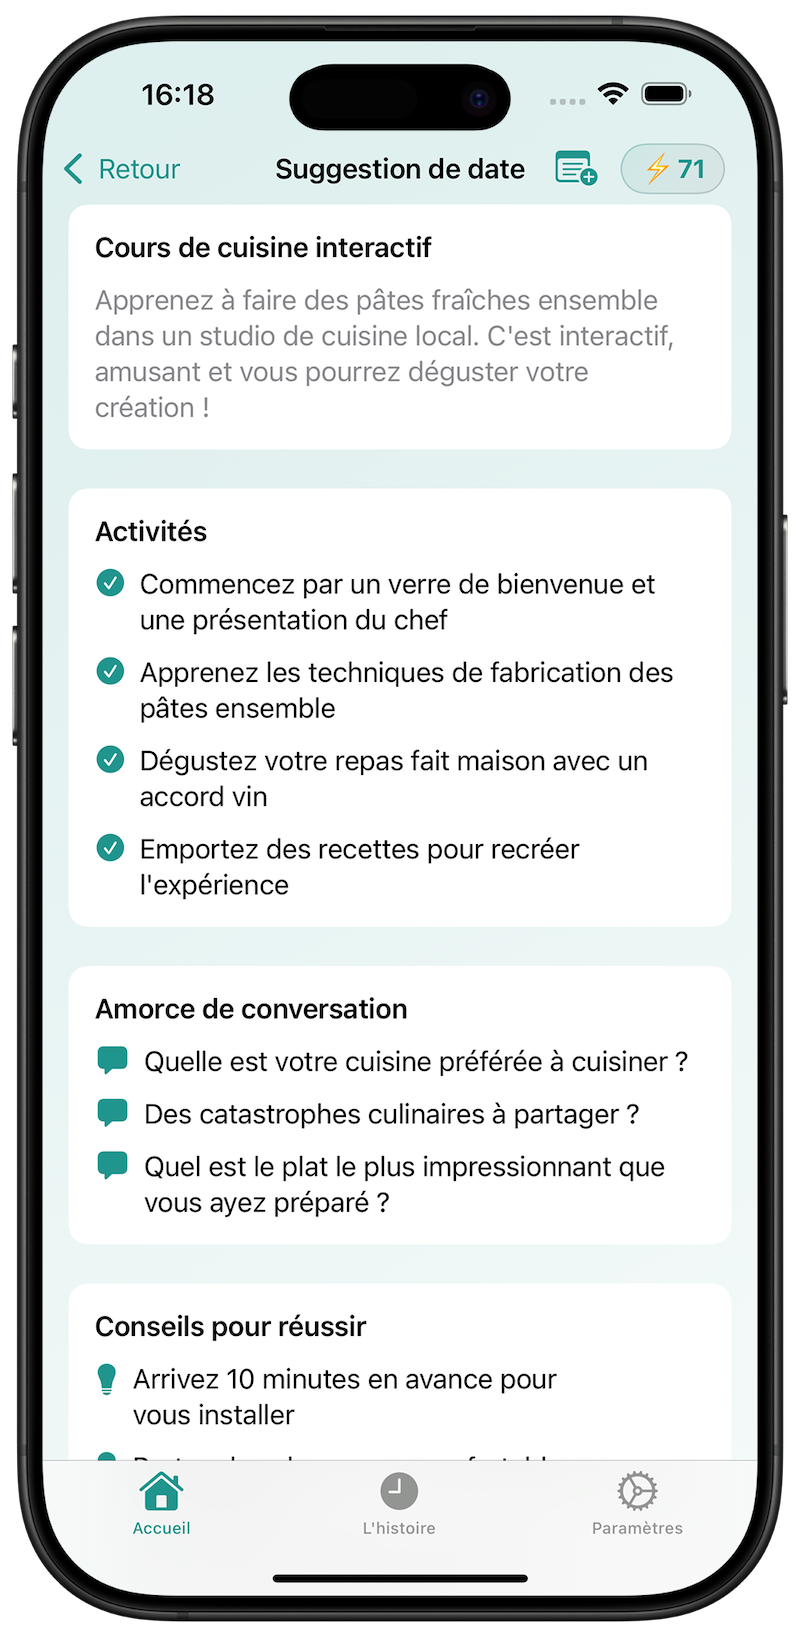 16:18
Retour
Suggestion de date
71
Cours de cuisine interactif
Apprenez à faire des pâtes fraîches ensemble
dans un studio de cuisine local. C'est interactif,
amusant et vous pourrez déguster votre
création !
Activités
Commencez par un verre de bienvenue et
une présentation du chef
Apprenez les techniques de fabrication des
pâtes ensemble
Dégustez votre repas fait maison avec un
accord vin
Emportez des recettes pour recréer
l'expérience
Amorce de conversation
Quelle est votre cuisine préférée à cuisiner ?
Des catastrophes culinaires à partager ?
Quel est le plat le plus impressionnant que
vous ayez préparé ?
Conseils pour réussir
Arrivez 10 minutes en avance pour
vous installer
Accueil
L'histoire
Paramètres